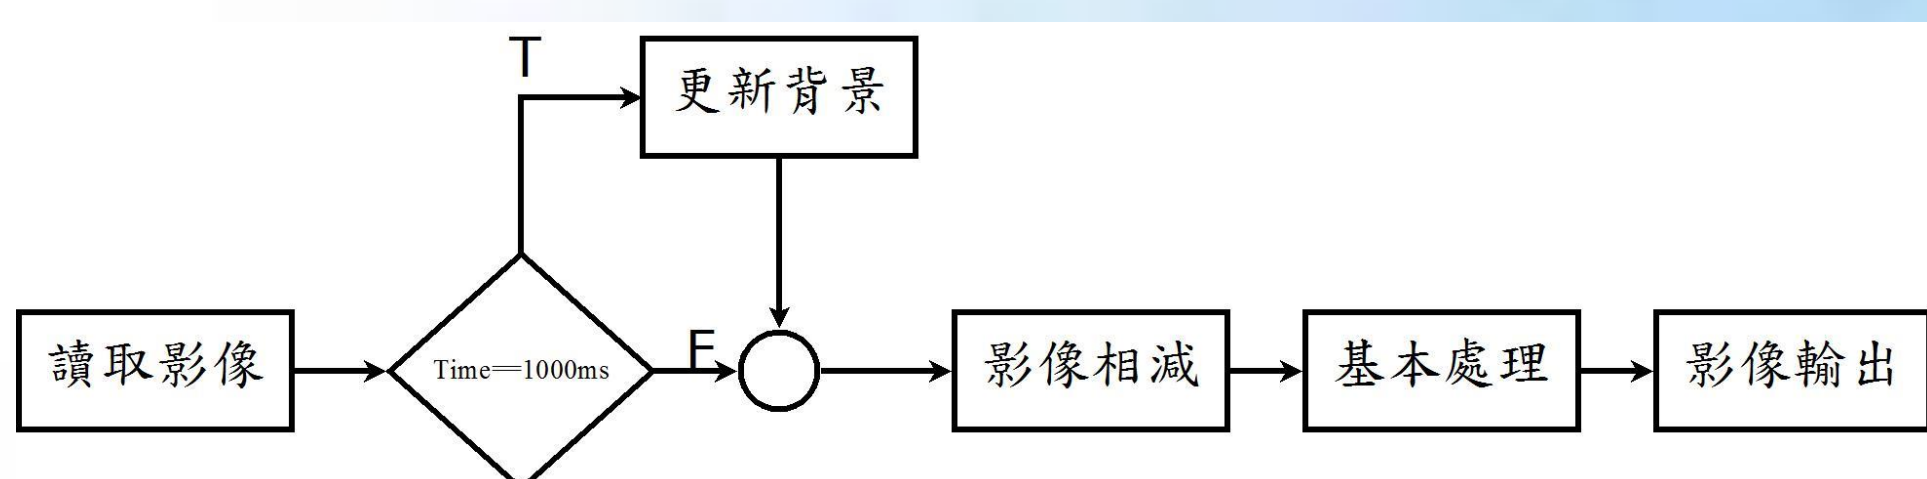 T
更新背景
讀取影像
Time==1000ms
F
影像相減
基本處理
影像輸出